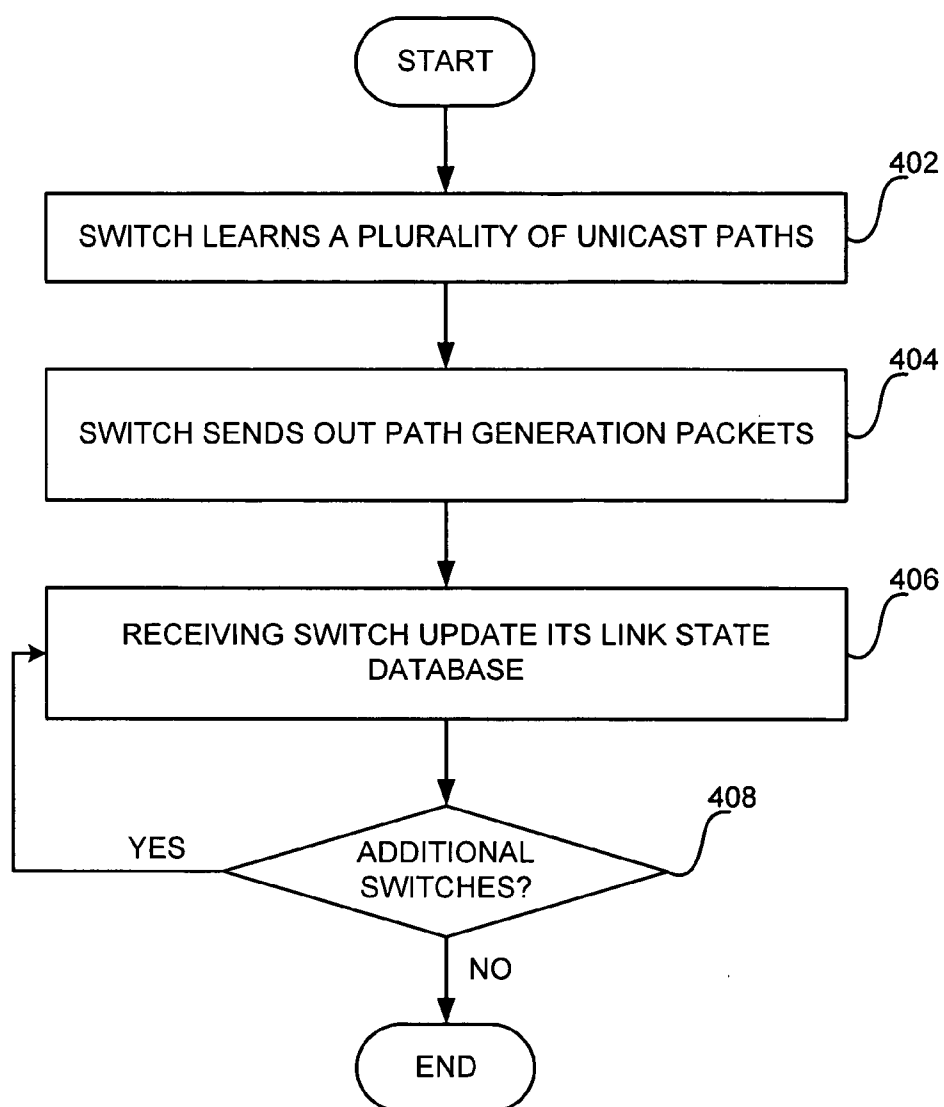 START
402
SWITCH LEARNS A PLURALITY OF UNICAST PATHS
404
SWITCH SENDS OUT PATH GENERATION PACKETS
406
RECEIVING SWITCH UPDATE ITS LINK STATE
DATABASE
408
YES
ADDITIONAL
SWITCHES?
NO
END